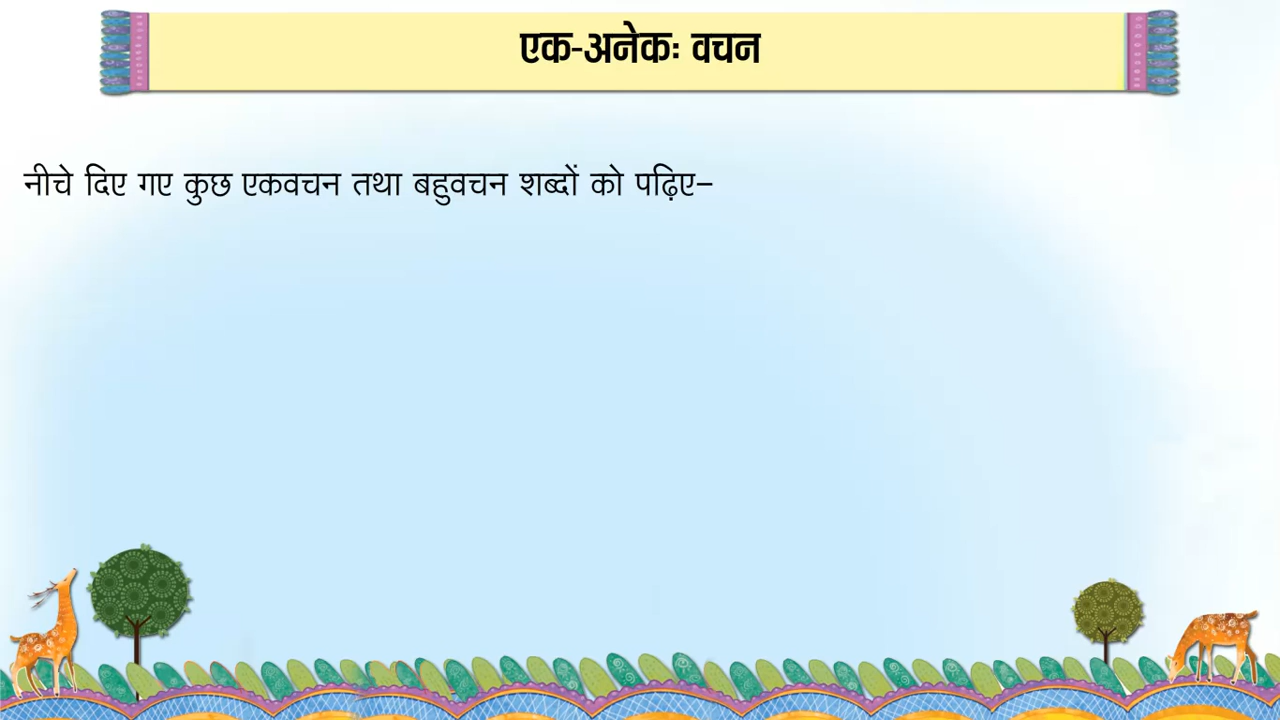 एक-अनेकः वचन
नीचे दिए गए कुछ एकवचन तथा बहुवचन शब्दों को पढ़िए–